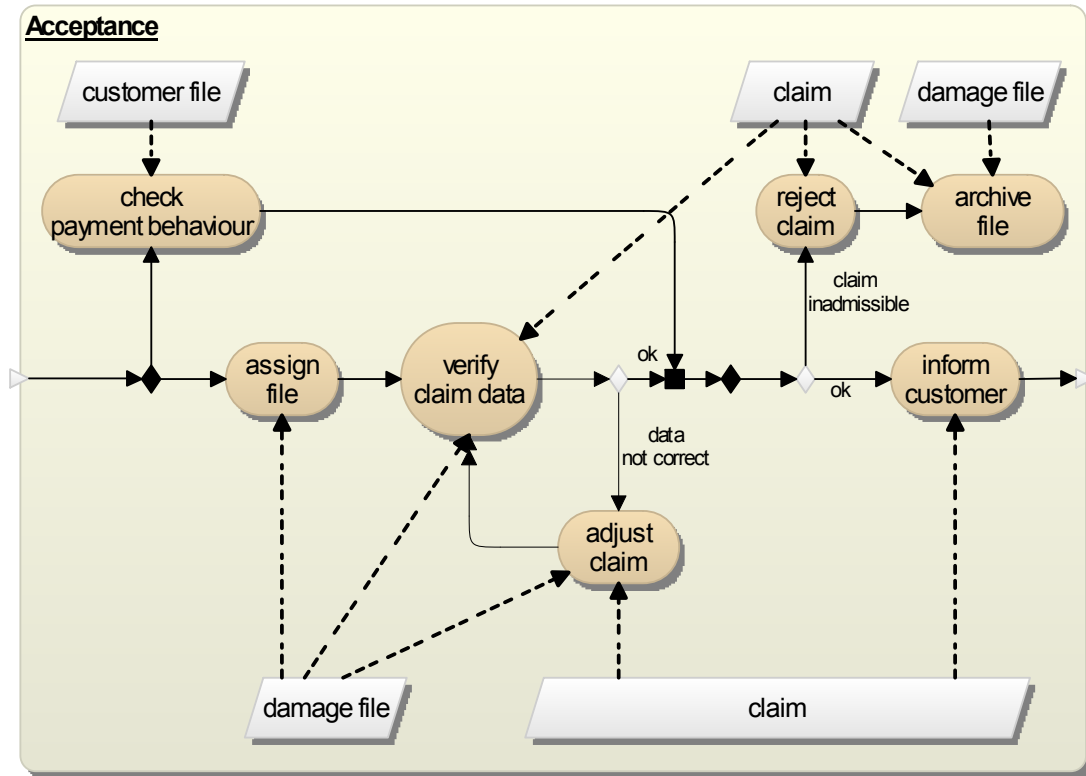 Acceptance
customer file
claim
damage file
check
payment behaviour
reject
claim
archive
file
claim
inadmissible
assign
file
verify
claim data
ok
ok
inform
customer
data
not correct
adjust
claim
damage file
claim